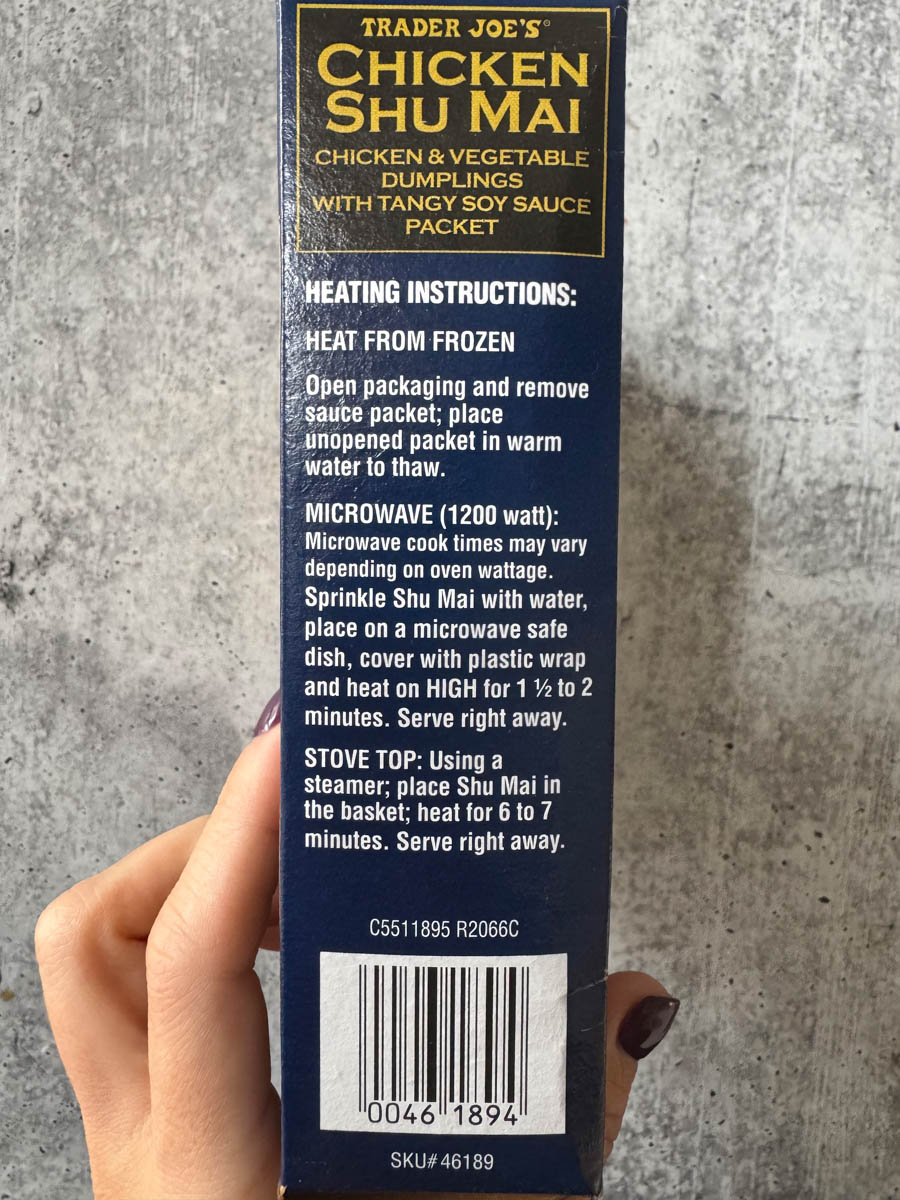 TRADER JOE'S®
CHICKEN
SHU MAI
CHICKEN & VEGETABLE
DUMPLINGS
WITH TANGY SOY SAUCE
PACKET
HEATING INSTRUCTIONS:
HEAT FROM FROZEN
Open packaging and remove
sauce packet; place
unopened packet in warm
water to thaw.
MICROWAVE (1200 watt):
Microwave cook times may vary
depending on oven wattage.
Sprinkle Shu Mai with water,
place on a microwave safe
dish, cover with plastic wrap
and heat on HIGH for 1 ½ to 2
minutes. Serve right away.
STOVE TOP: Using a
steamer; place Shu Mai in
the basket; heat for 6 to 7
minutes. Serve right away.
C5511895 R2066C
0046 1894
SKU# 46189